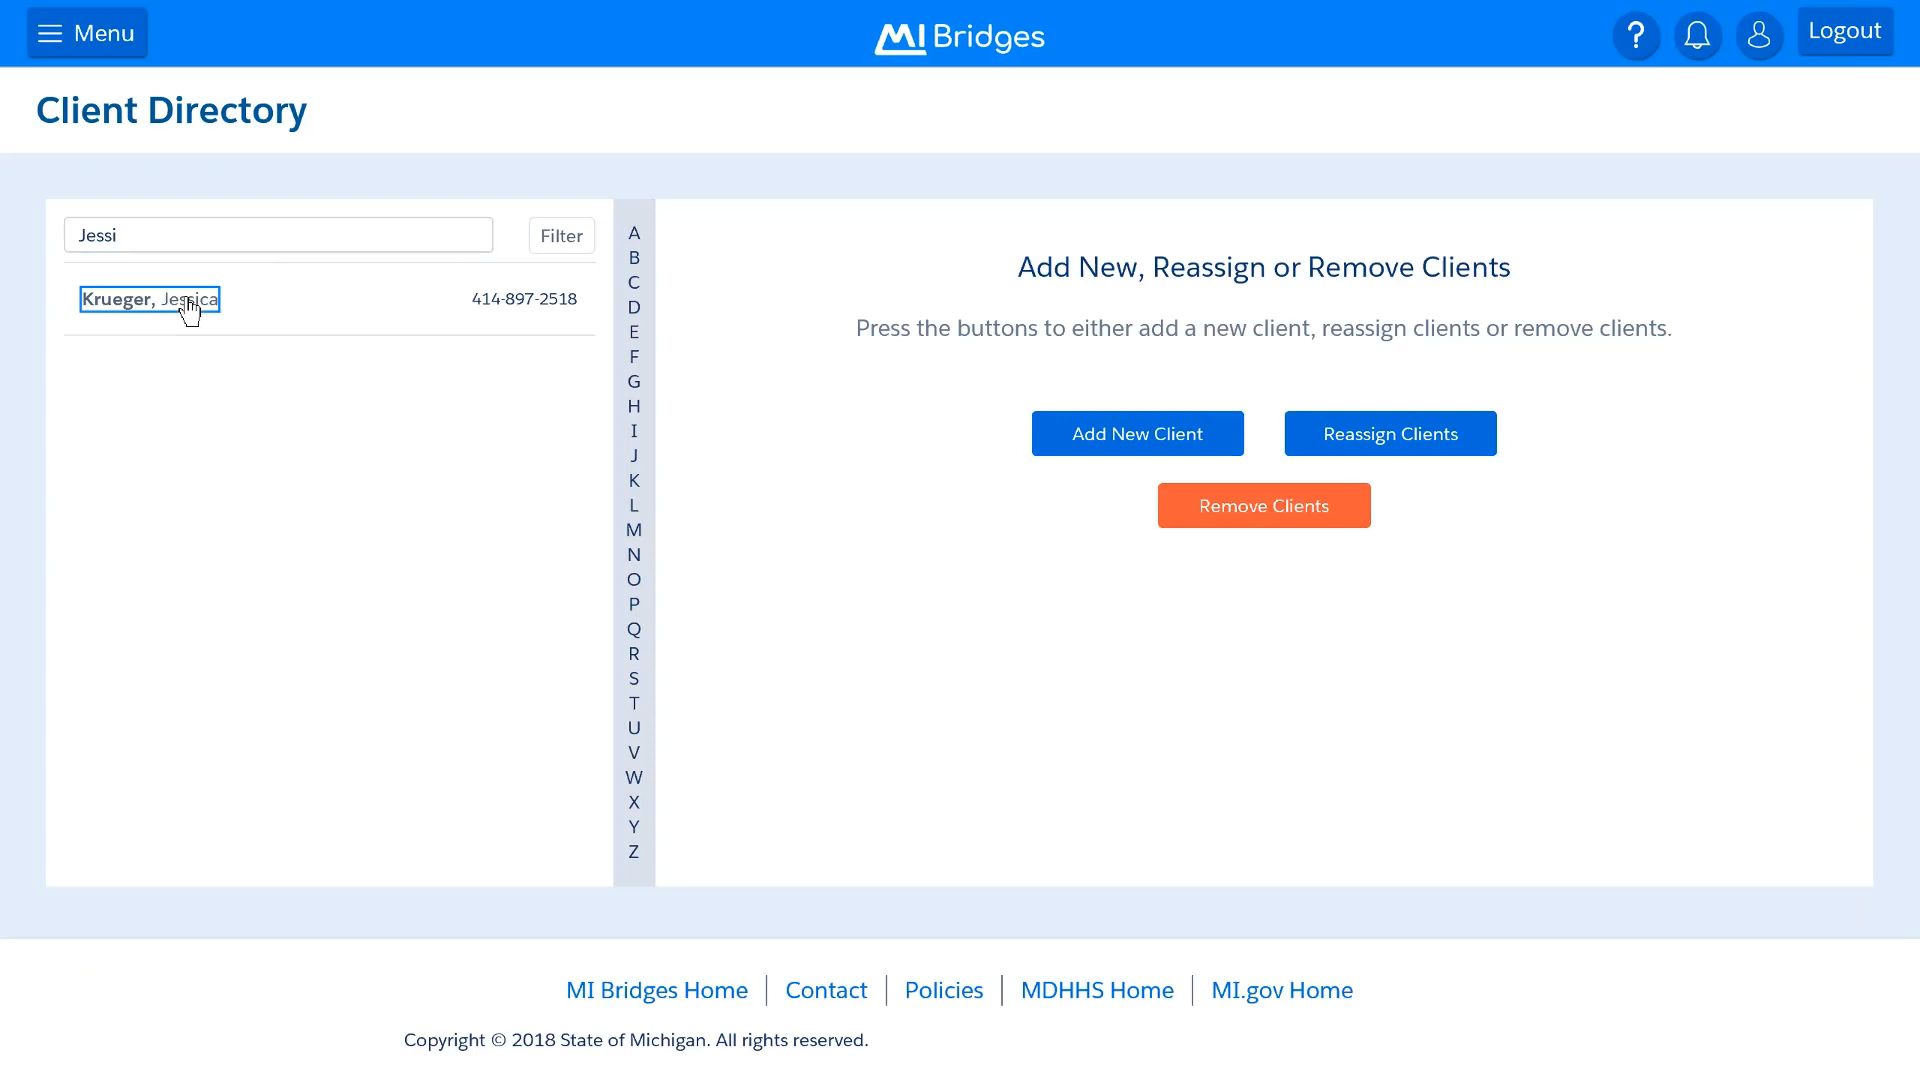 Menu
MI Bridges
?
Logout
Client Directory
Jessi
Filter
Krueger, Jessica
414-897-2518
A
B
C
D
E
F
G
H
I
J
K
L
M
N
O
P
Q
R
S
T
U
V
W
X
Y
Z
Add New, Reassign or Remove Clients
Press the buttons to either add a new client, reassign clients or remove clients.
Add New Client
Reassign Clients
Remove Clients
MI Bridges Home
Contact
Policies
MDHHS Home
MI.gov Home
Copyright © 2018 State of Michigan. All rights reserved.